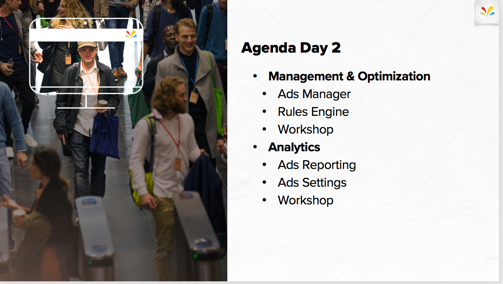 Agenda Day 2
• Management & Optimization
• Ads Manager
• Rules Engine
• Workshop
• Analytics
• Ads Reporting
• Ads Settings
• Workshop